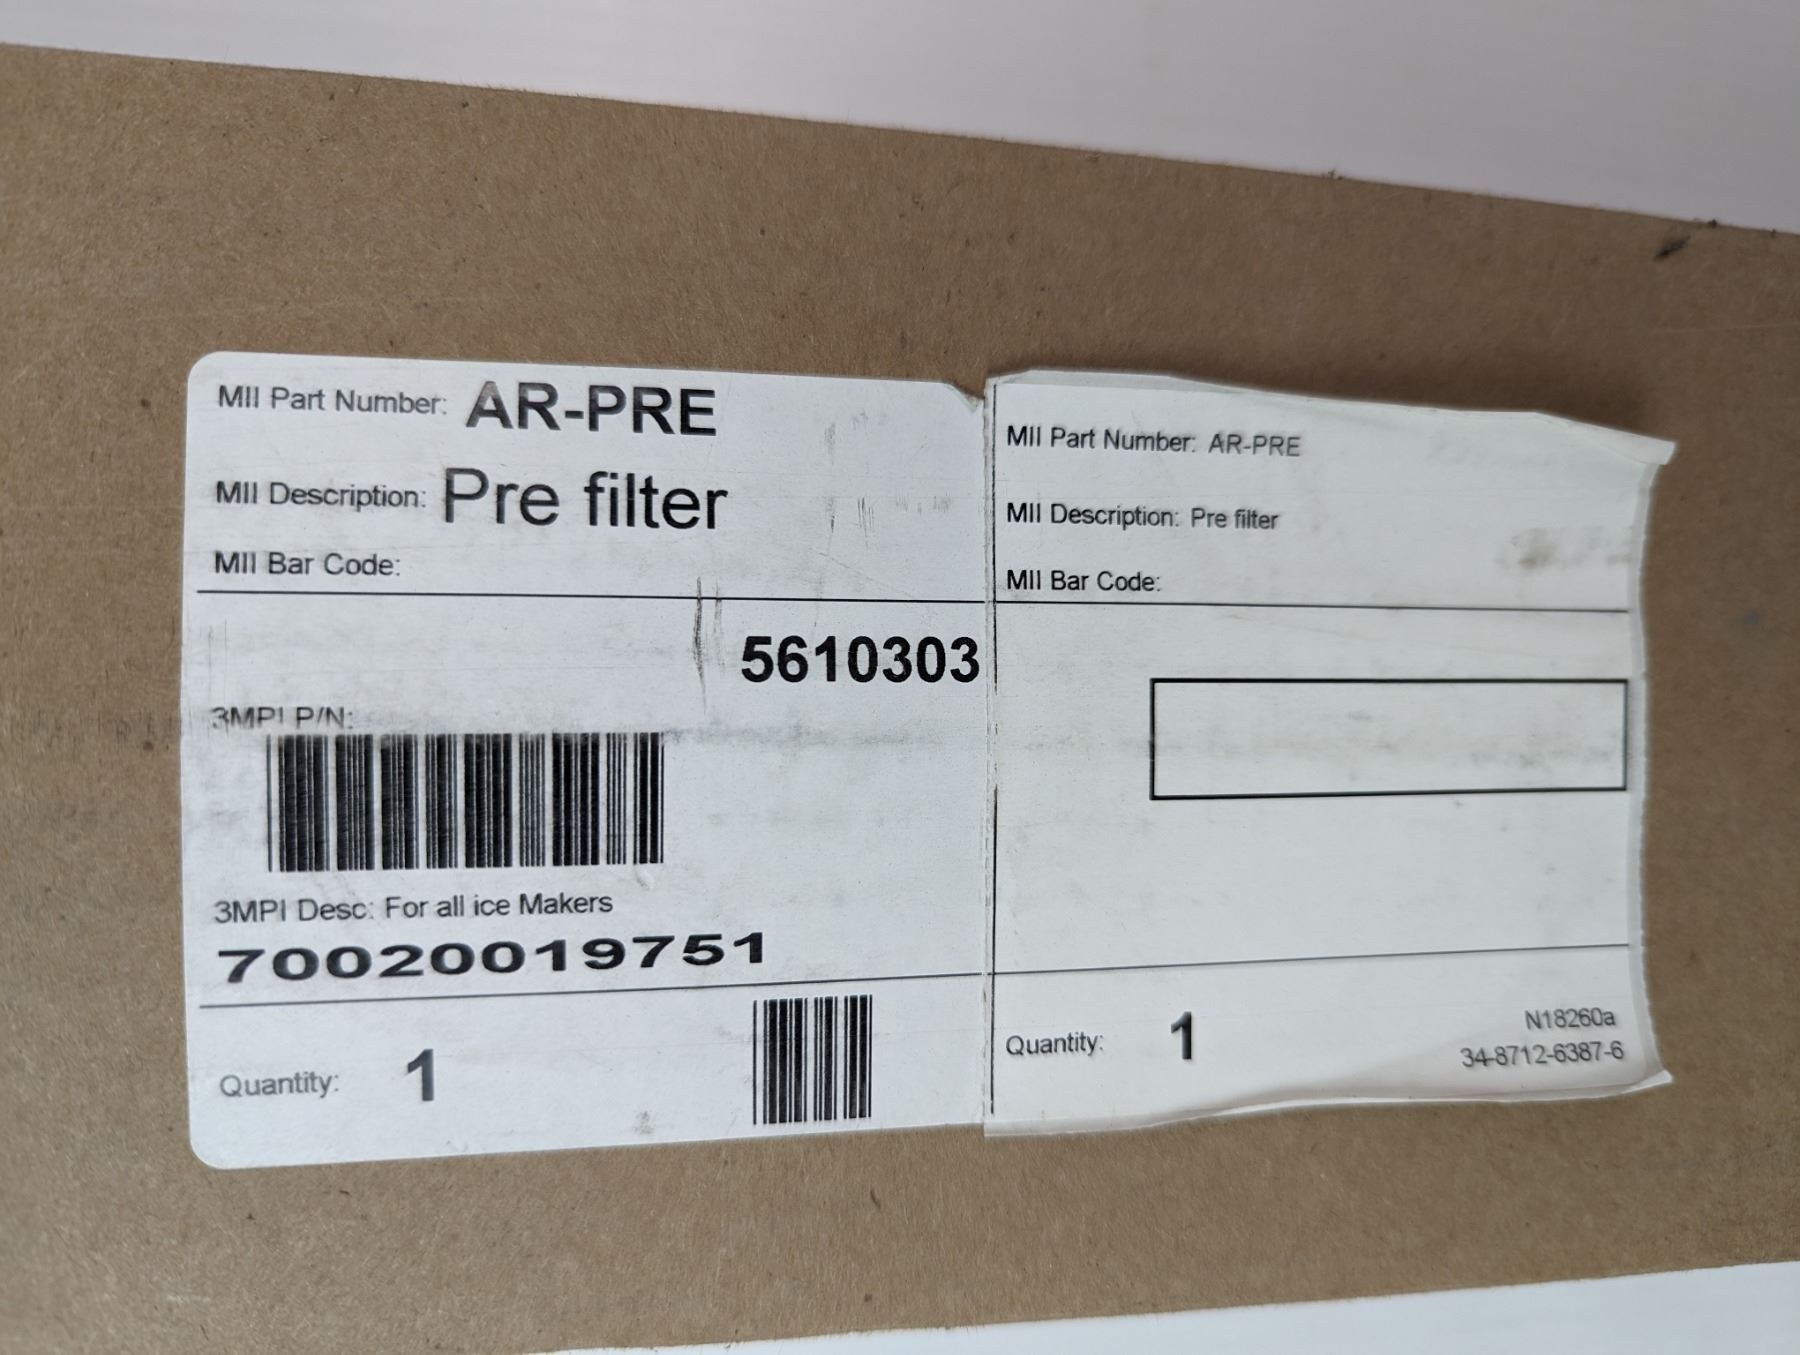 MII Part Number: AR-PRE
MII Description: Pre filter
MII Bar Code:
5610303
3MPI P/N:
3MPI Desc: For all ice Makers
70020019751
Quantity: 1
MII Part Number: AR-PRE
MII Description: Pre filter
MII Bar Code:
Quantity: 1
N18260a
34-8712-6387-6